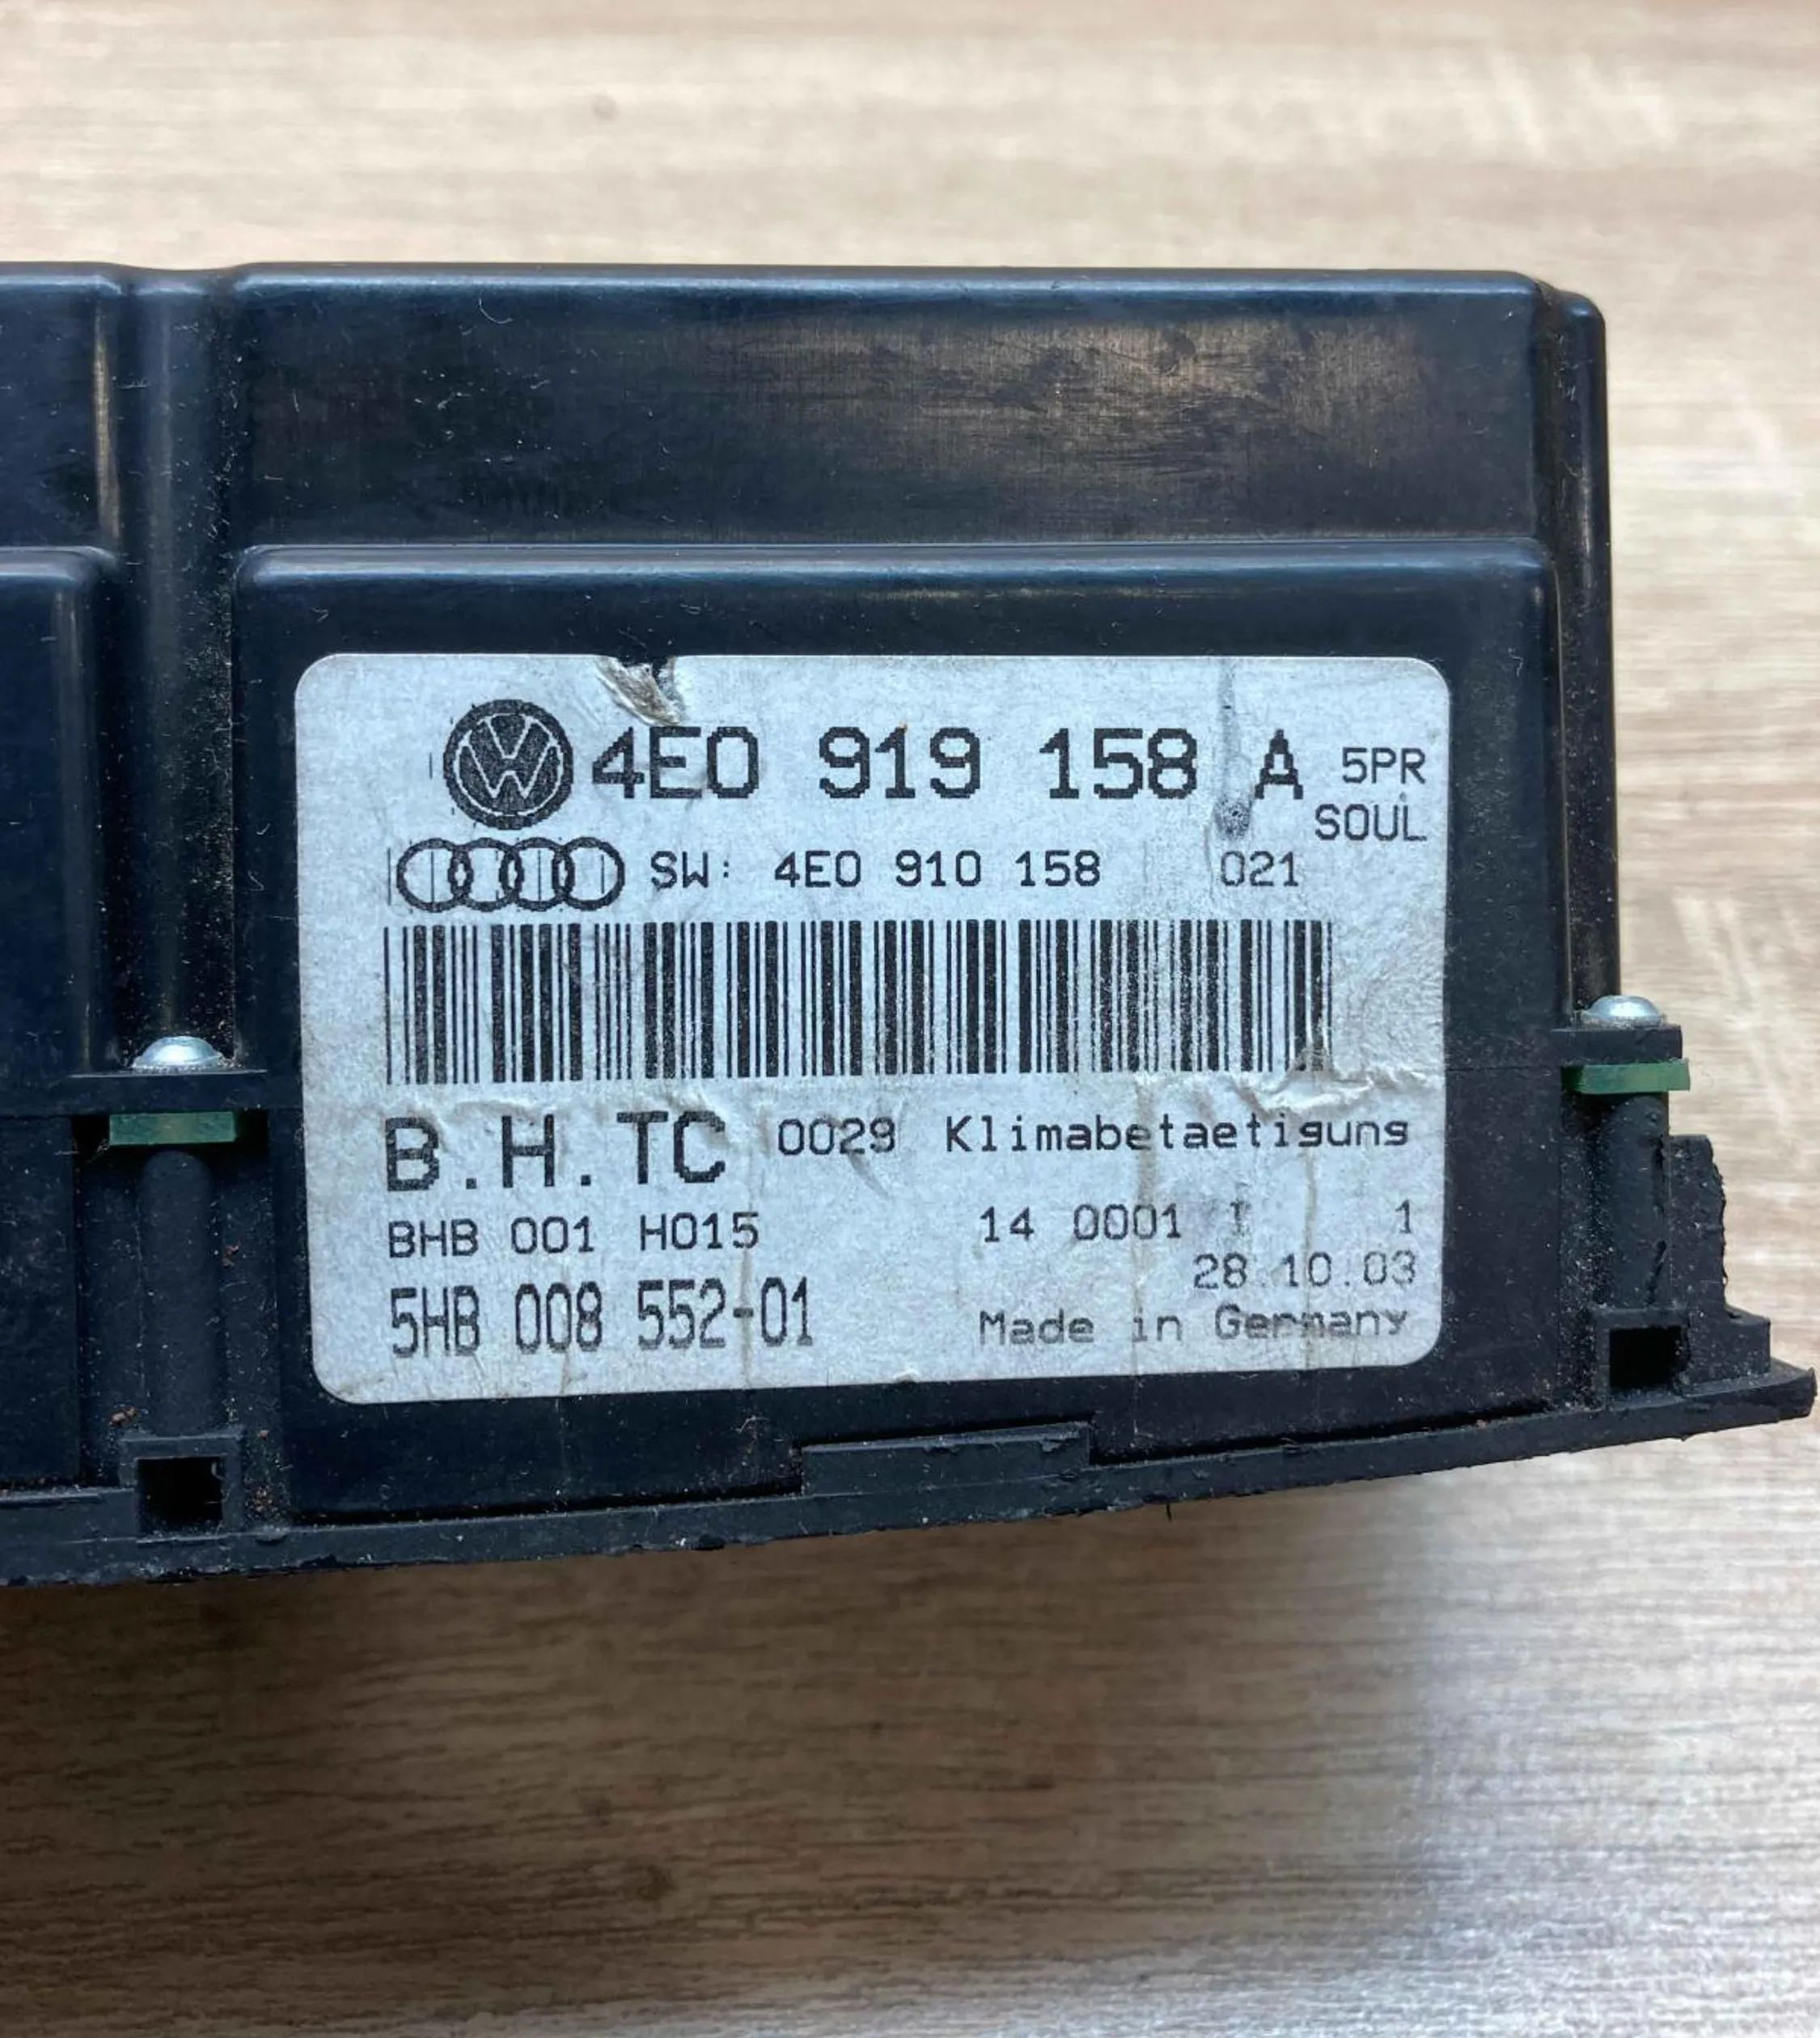 4E0 919 158 A 5PR
SOUL
SW: 4E0 910 158 021
B.H.TC 0029 Klimabetaetigung
BHB 001 H015 14 0001 I 1
28.10.03
5HB 008 552-01
Made in Germany